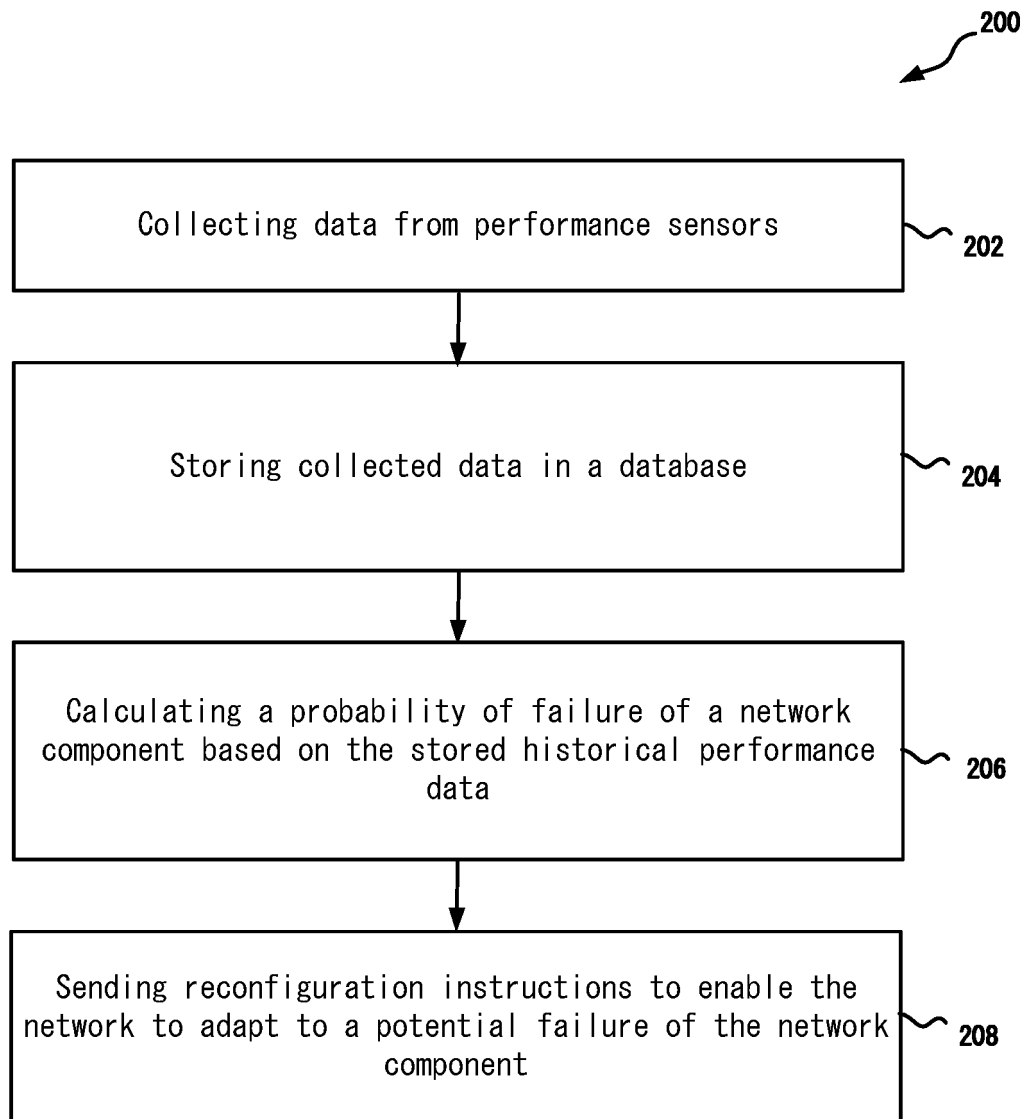 200
Collecting data from performance sensors
202
Storing collected data in a database
204
Calculating a probability of failure of a network
component based on the stored historical performance
data
206
Sending reconfiguration instructions to enable the
network to adapt to a potential failure of the network
component
208